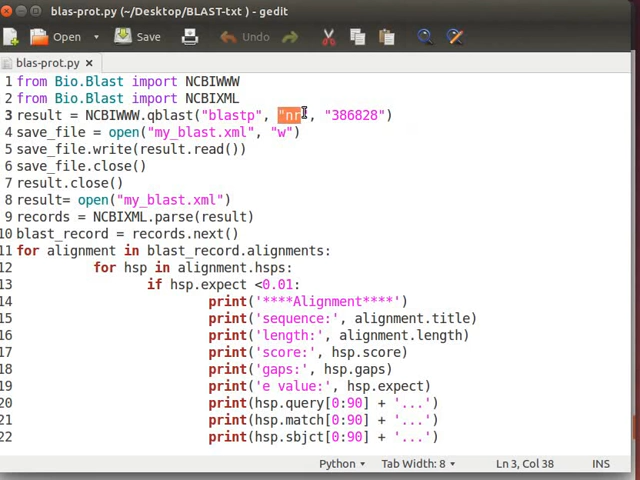 blas-prot.py (~/Desktop/BLAST-txt ) - gedit
Open
Save
Undo
blas-prot.py
1 from Bio.Blast import NCBIWWW
2 from Bio.Blast import NCBIXML
3 result = NCBIWWW.qblast("blastp", "nr", "386828")
4 save_file = open("my_blast.xml", "w")
5 save_file.write(result.read())
6 save_file.close()
7 result.close()
8 result= open("my_blast.xml")
9 records = NCBIXML.parse(result)
10 blast_record = records.next()
11 for alignment in blast_record.alignments:
12 for hsp in alignment.hsps:
13 if hsp.expect <0.01:
14 print('****Alignment****')
15 print('sequence:', alignment.title)
16 print('length:', alignment.length)
17 print('score:', hsp.score)
18 print('gaps:', hsp.gaps)
19 print('e value:', hsp.expect)
20 print(hsp.query[0:90] + '...')
21 print(hsp.match[0:90] + '...')
22 print(hsp.sbjct[0:90] + '...')
Python Tab Width: 8 Ln 3, Col 38 INS